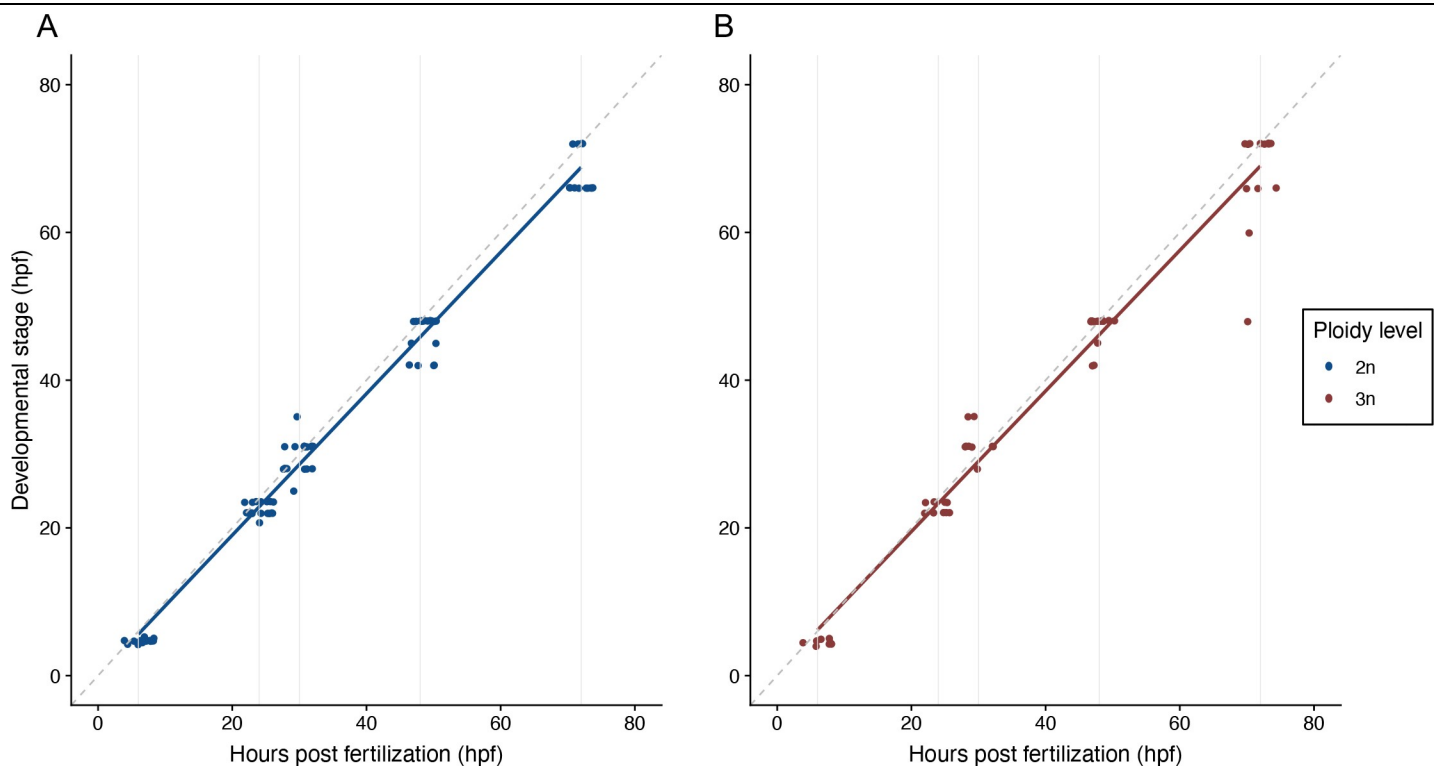 A
B
80
60
40
20
0
Developmental stage (hpf)
0 20 40 60 80
Hours post fertilization (hpf)
80
60
40
20
0
0 20 40 60 80
Hours post fertilization (hpf)
Ploidy level
2n
3n